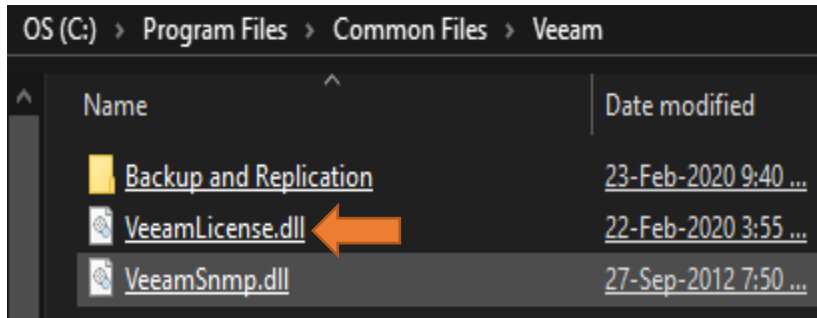 OS (C:) > Program Files > Common Files > Veeam
Name Date modified
Backup and Replication 23-Feb-2020 9:40 ...
VeeamLicense.dll 22-Feb-2020 3:55 ...
VeeamSnmp.dll 27-Sep-2012 7:50 ...